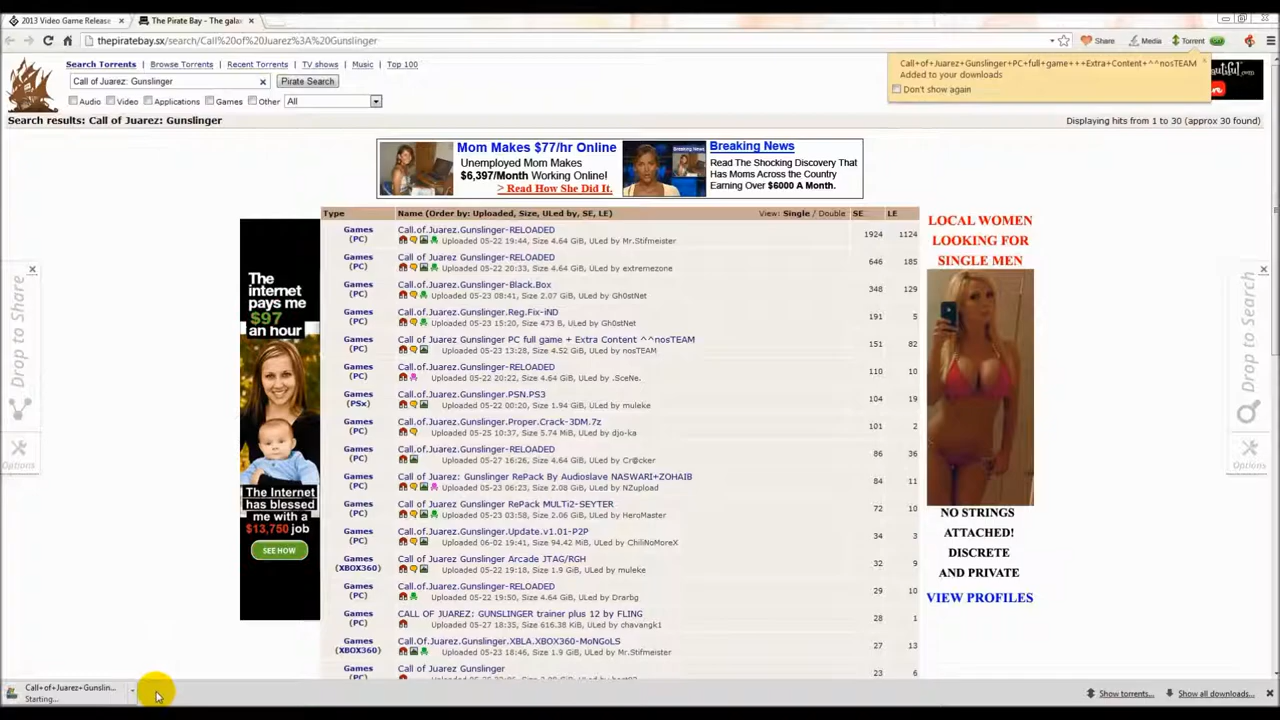 2013 Video Game Release
The Pirate Bay - The gala
thepiratebay.sx/search/Call%20of%20Juarez%3A%20Gunslinger
Share
Media
Torrent
Search Torrents | Browse Torrents | Recent Torrents | TV shows | Music | Top 100
Call of Juarez: Gunslinger
Pirate Search
Audio Video Applications Games Other All
Call+of+Juarez+Gunslinger+PC+full+game+++Extra+Content+^^nosTEAM
Added to your downloads
Don't show again
Search results: Call of Juarez: Gunslinger
Displaying hits from 1 to 30 (approx 30 found)
Mom Makes $77/hr Online
Unemployed Mom Makes
$6,397/Month Working Online!
> Read How She Did It.
Breaking News
Read The Shocking Discovery That
Has Moms Across the Country
Earning Over $6000 A Month.
Type Name (Order by: Uploaded, Size, ULed by, SE, LE) View: Single / Double SE LE
Games Call.of.Juarez.Gunslinger-RELOADED
(PC) Uploaded 05-22 19:44, Size 4.64 GiB, ULed by Mr.Stifmeister 1924 1124
Games Call of Juarez Gunslinger-RELOADED
(PC) Uploaded 05-22 20:33, Size 4.64 GiB, ULed by extremezone 646 185
Games Call of Juarez Gunslinger-Black.Box
(PC) Uploaded 05-23 08:41, Size 2.07 GiB, ULed by Gh0stNet 348 129
Games Call.of.Juarez.Gunslinger.Reg.Fix-iND
(PC) Uploaded 05-23 15:20, Size 473 B, ULed by Gh0stNet 191 5
Games Call of Juarez Gunslinger PC full game + Extra Content ^^nosTEAM
(PC) Uploaded 05-23 13:28, Size 4.52 GiB, ULed by nosTEAM 151 82
Games Call.of.Juarez.Gunslinger-RELOADED
(PC) Uploaded 05-22 20:22, Size 4.64 GiB, ULed by .SceNe. 110 10
Games Call.of.Juarez.Gunslinger.PSN.PS3
(PSx) Uploaded 05-22 00:20, Size 1.94 GiB, ULed by muleke 104 19
Games Call.of.Juarez.Gunslinger.Proper.Crack-3DM.7z
(PC) Uploaded 05-25 10:37, Size 5.74 MiB, ULed by djo-ka 101 2
Games Call.of.Juarez.Gunslinger-RELOADED
(PC) Uploaded 05-27 16:26, Size 4.64 GiB, ULed by Cr@cker 86 36
Games Call of Juarez: Gunslinger RePack By Audioslave NASWARI+ZOHAIB
(PC) Uploaded 05-23 06:23, Size 2.08 GiB, ULed by NZupload 84 11
Games Call of Juarez Gunslinger RePack MULTi2-SEYTER
(PC) Uploaded 05-23 03:58, Size 2.06 GiB, ULed by HeroMaster 72 10
Games Call.of.Juarez.Gunslinger.Update.v1.01-P2P
(PC) Uploaded 06-02 19:41, Size 94.42 MiB, ULed by ChiliNoMoreX 34 3
Games Call of Juarez Gunslinger Arcade JTAG/RGH
(XBOX360) Uploaded 05-22 19:18, Size 1.9 GiB, ULed by muleke 32 9
Games Call.of.Juarez.Gunslinger-RELOADED
(PC) Uploaded 05-22 19:50, Size 4.64 GiB, ULed by Drarbg 29 10
Games CALL OF JUAREZ: GUNSLINGER trainer plus 12 by FLING
(PC) Uploaded 05-27 18:35, Size 616.38 KiB, ULed by chavangk1 28 1
Games Call.Of.Juarez.Gunslinger.XBLA.XBOX360-MoNGoLS
(XBOX360) Uploaded 05-23 18:46, Size 1.9 GiB, ULed by Mr.Stifmeister 27 13
Games Call of Juarez Gunslinger 23 6
The
internet
pays me
$97
an hour
The Internet
has blessed
me with a
$13,750 job
SEE HOW
LOCAL WOMEN
LOOKING FOR
SINGLE MEN
NO STRINGS
ATTACHED!
DISCRETE
AND PRIVATE
VIEW PROFILES
Drop to Share
Options
Drop to Search
Options
Call+of+Juarez+Gunslin...
Starting...
Show torrents...
Show all downloads...